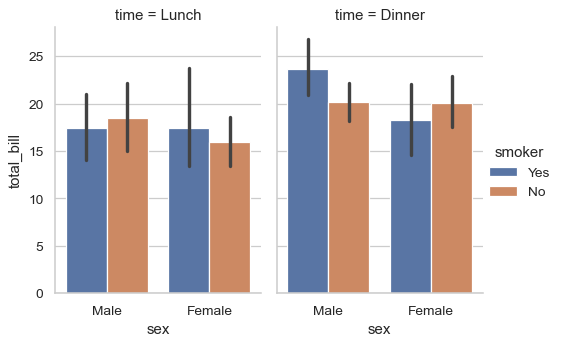 time = Lunch
time = Dinner
total_bill
25
20
15
10
5
0
Male
Female
Male
Female
sex
sex
smoker
Yes
No